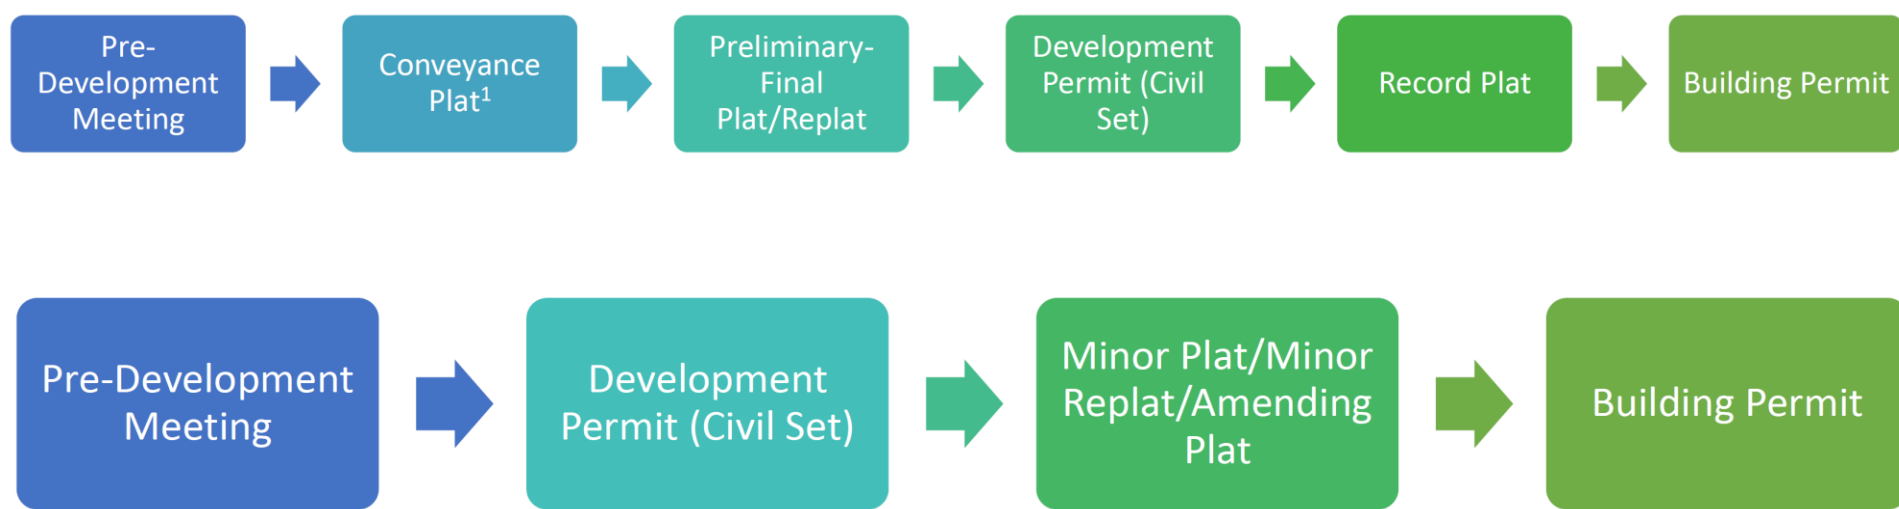 Pre-
Development
Meeting
Conveyance
Plat¹
Preliminary-
Final
Plat/Replat
Development
Permit (Civil
Set)
Record Plat
Building Permit
Pre-Development
Meeting
Development
Permit (Civil Set)
Minor Plat/Minor
Replat/Amending
Plat
Building Permit